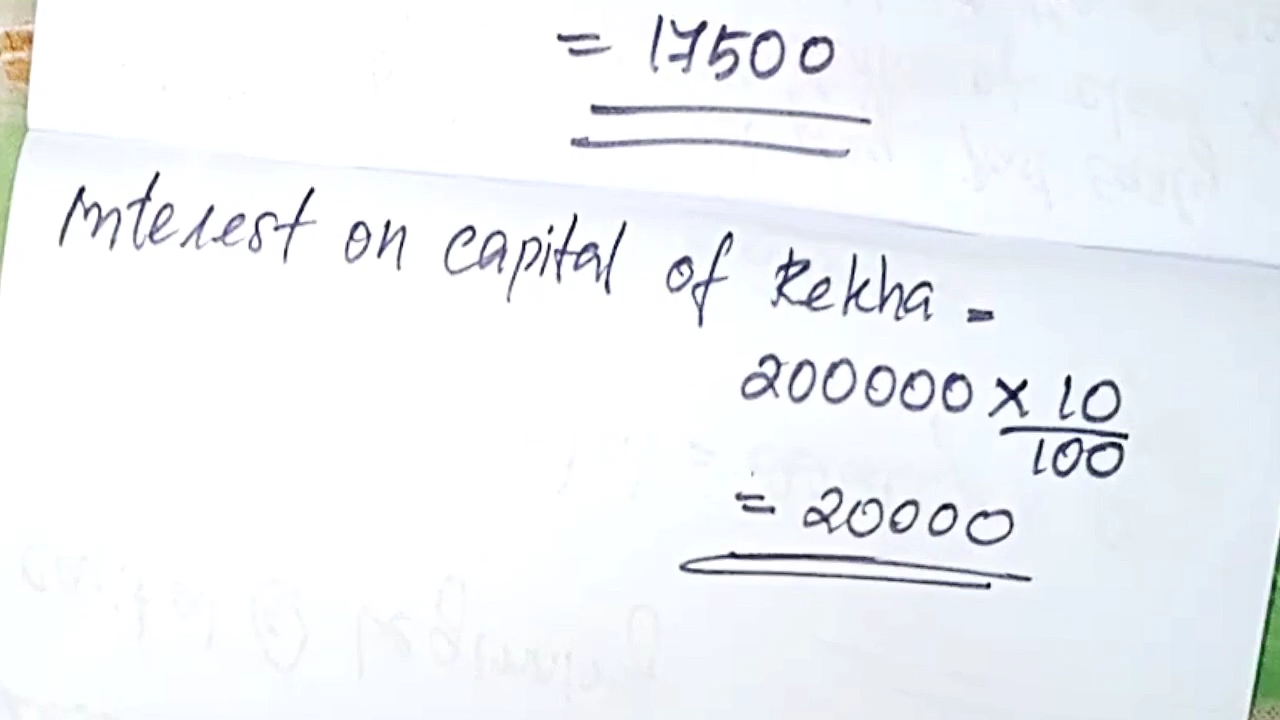 = 17500
Interest on capital of Rekha =
200000 × 10
100
= 20000